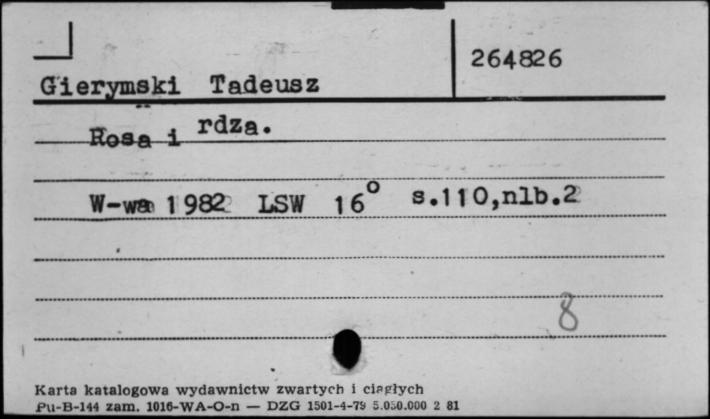 264826
Gierymski Tadeusz
Rosa i rdza.
W-wa 1982 LSW 16° s.110,nlb.2
8
Karta katalogowa wydawnictw zwartych i ciągłych
Pu-B-144 zam. 1016-WA-O-n — DZG 1501-4-79 5.050.000 2 81